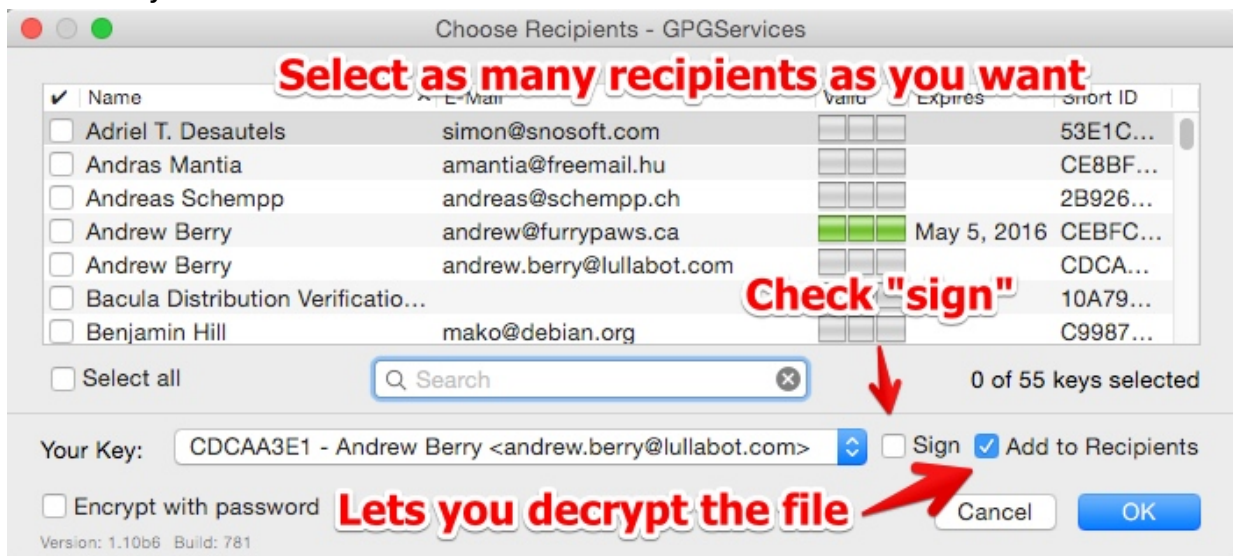 Choose Recipients - GPGServices
Select as many recipients as you want
✔ Name E-Mail Valid Expires Short ID
Adriel T. Desautels simon@snosoft.com 53E1C...
Andras Mantia amantia@freemail.hu CE8BF...
Andreas Schempp andreas@schempp.ch 2B926...
Andrew Berry andrew@furrypaws.ca May 5, 2016 CEBFC...
Andrew Berry andrew.berry@lullabot.com CDCA...
Bacula Distribution Verificatio... 10A79...
Check "sign"
Benjamin Hill mako@debian.org C9987...
Select all Search 0 of 55 keys selected
Your Key: CDCAA3E1 - Andrew Berry <andrew.berry@lullabot.com> Sign Add to Recipients
Encrypt with password Lets you decrypt the file Cancel OK
Version: 1.10b6 Build: 781